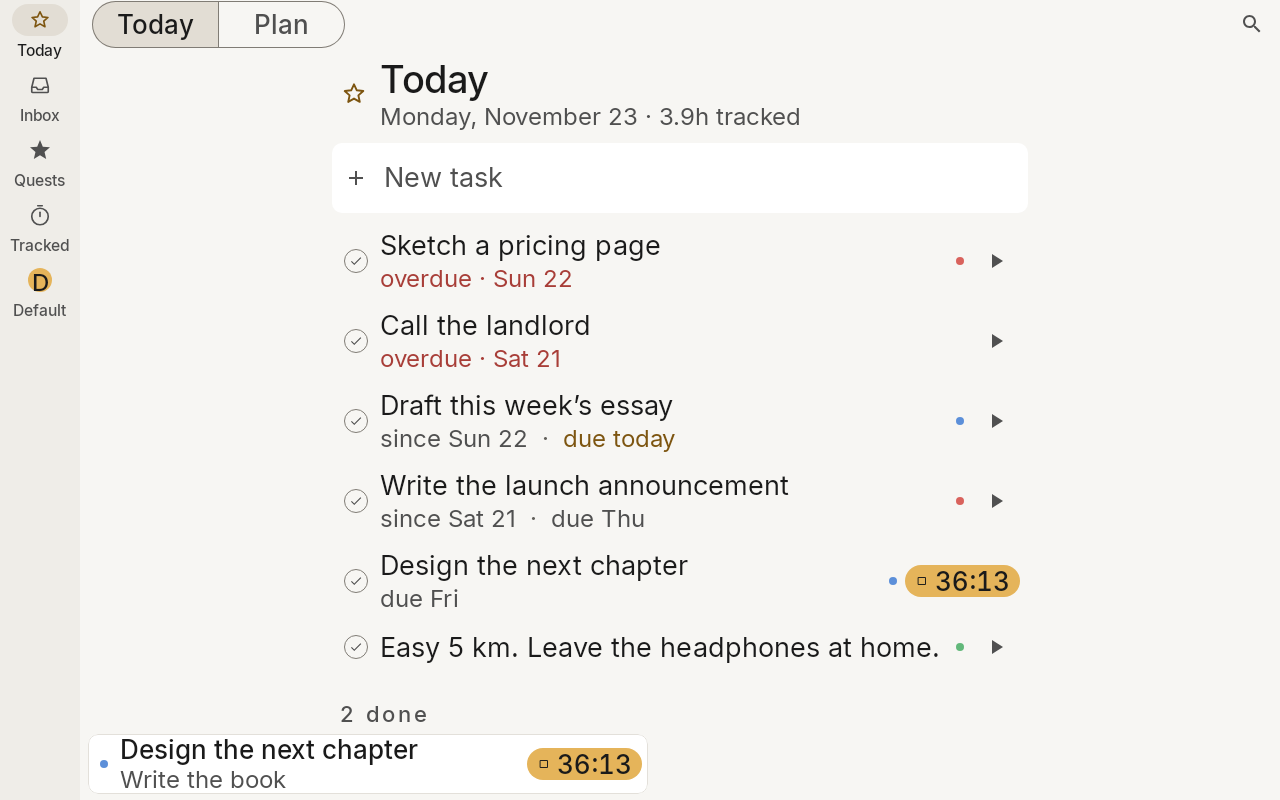 Today
Inbox
Quests
Tracked
D
Default
Today
Plan
Today
Monday, November 23 · 3.9h tracked
New task
Sketch a pricing page
overdue · Sun 22
Call the landlord
overdue · Sat 21
Draft this week’s essay
since Sun 22 · due today
Write the launch announcement
since Sat 21 · due Thu
Design the next chapter
due Fri
36:13
Easy 5 km. Leave the headphones at home.
2 done
Design the next chapter
Write the book
36:13